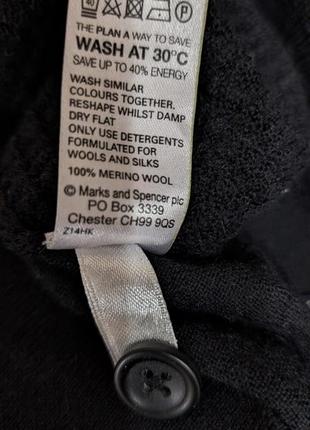 40
P
THE PLAN A WAY TO SAVE
WASH AT 30°C
SAVE UP TO 40% ENERGY
WASH SIMILAR
COLOURS TOGETHER.
RESHAPE WHILST DAMP
DRY FLAT
ONLY USE DETERGENTS
FORMULATED FOR
WOOLS AND SILKS
100% MERINO WOOL
© Marks and Spencer plc
PO Box 3339
Chester CH99 9QS
Z14HK